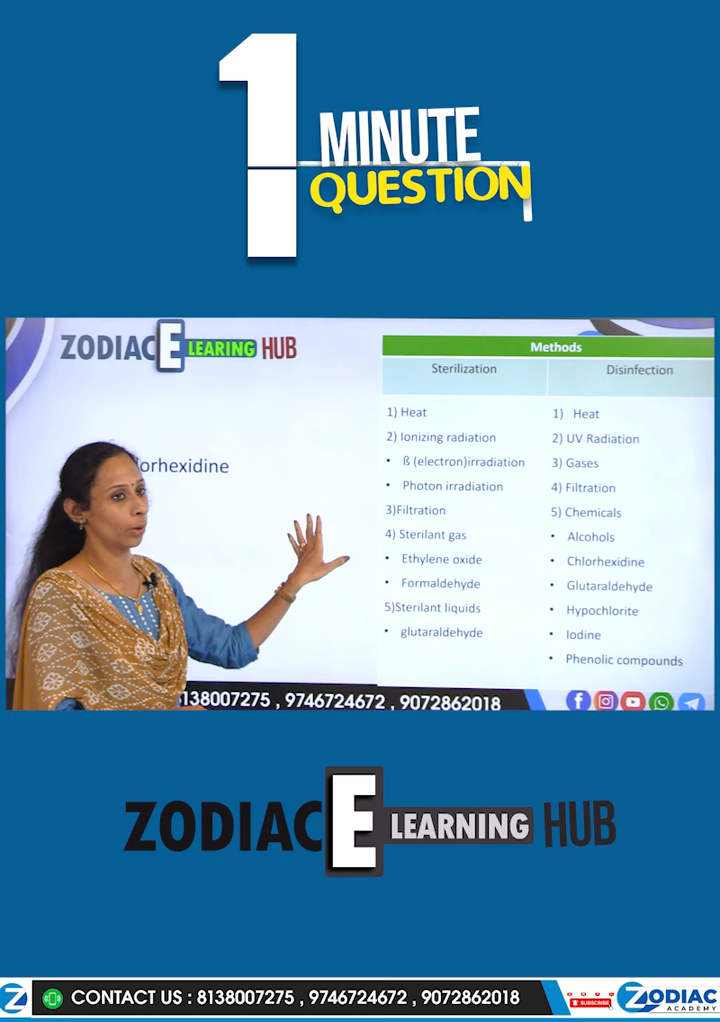 1
MINUTE
QUESTION
ZODIAC E LEARING HUB
Methods
Sterilization
Disinfection
1) Heat
2) Ionizing radiation
• ß (electron)irradiation
• Photon irradiation
3)Filtration
4) Sterilant gas
• Ethylene oxide
• Formaldehyde
5)Sterilant liquids
• glutaraldehyde
1) Heat
2) UV Radiation
3) Gases
4) Filtration
5) Chemicals
• Alcohols
• Chlorhexidine
• Glutaraldehyde
• Hypochlorite
• Iodine
• Phenolic compounds
orhexidine
8138007275 , 9746724672 , 9072862018
ZODIAC E LEARNING HUB
Z
CONTACT US : 8138007275 , 9746724672 , 9072862018
SUBSCRIBE
ZODIAC
ACADEMY